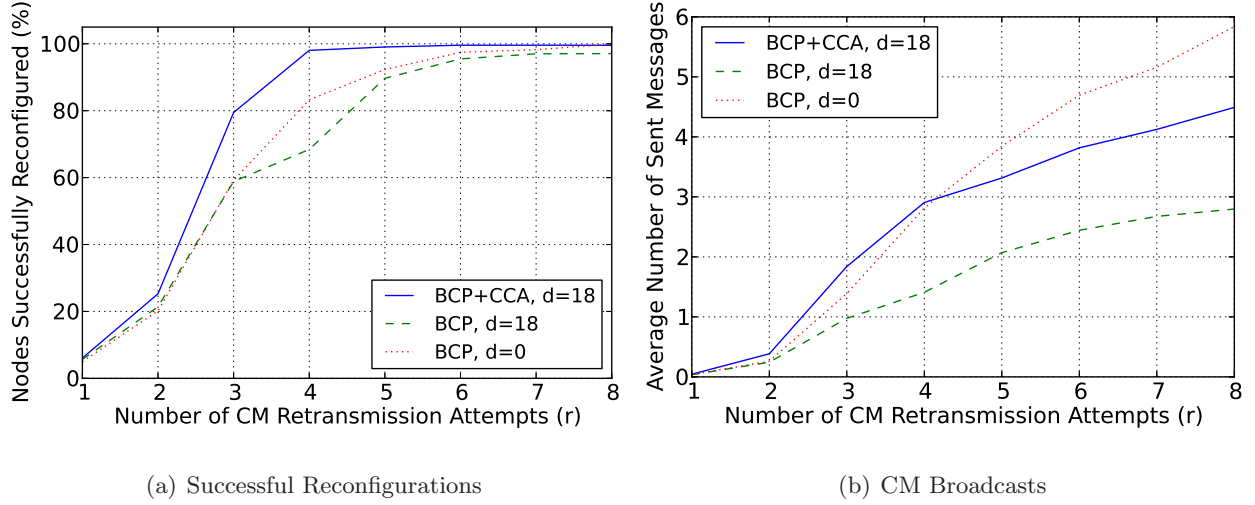 Nodes Successfully Reconfigured (%)
100
80
60
40
20
0
BCP+CCA, d=18
BCP, d=18
BCP, d=0
1 2 3 4 5 6 7 8
Number of CM Retransmission Attempts (r)
(a) Successful Reconfigurations
Average Number of Sent Messages
6
5
4
3
2
1
0
BCP+CCA, d=18
BCP, d=18
BCP, d=0
1 2 3 4 5 6 7 8
Number of CM Retransmission Attempts (r)
(b) CM Broadcasts